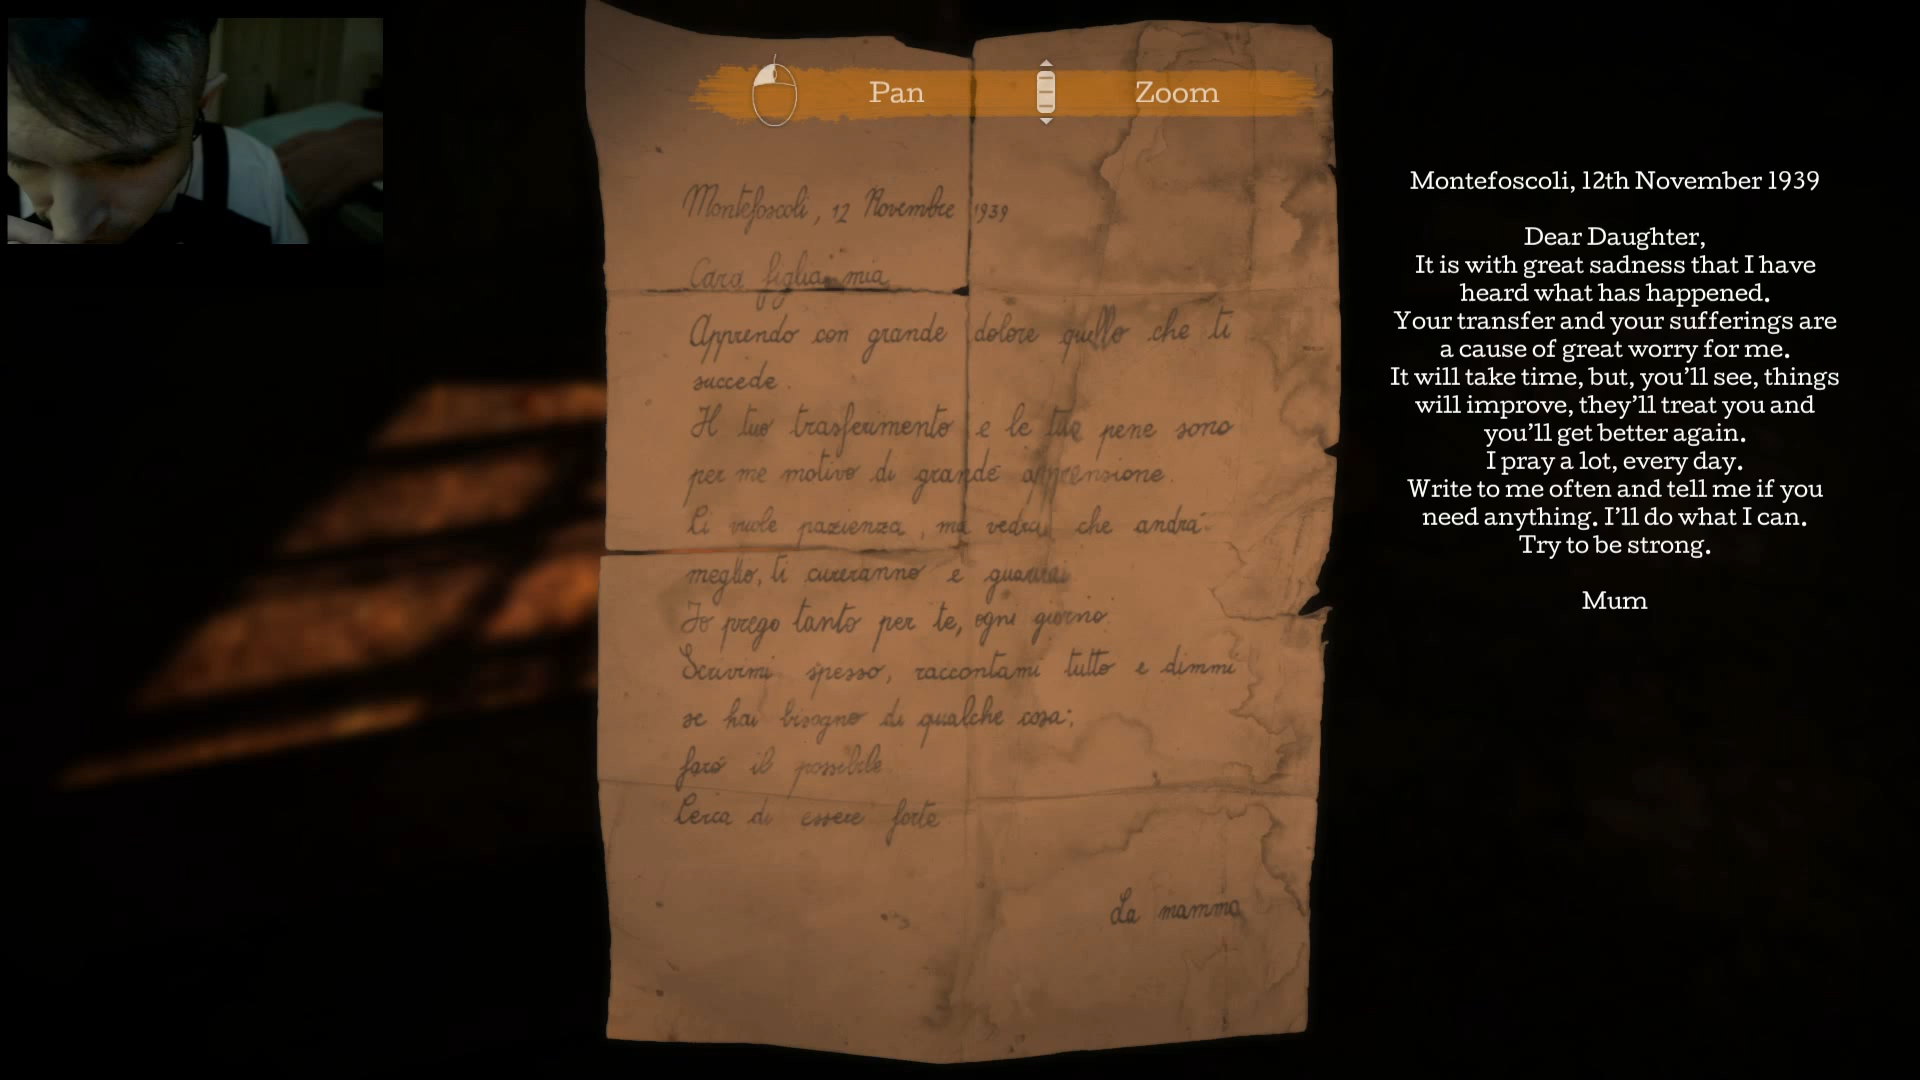 Pan
Zoom
Montefoscoli, 12 Novembre 1939
Cara figlia mia
Apprendo con grande dolore quello che ti
succede.
Il tuo trasferimento e le tue pene sono
per me motivo di grande apprensione.
Ci vuole pazienza, ma vedrai che andrà
meglio, ti cureranno e guarirai
Io prego tanto per te, ogni giorno.
Scrivimi spesso, raccontami tutto e dimmi
se hai bisogno di qualche cosa;
farò il possibile.
Cerca di essere forte.
La mamma
Montefoscoli, 12th November 1939
Dear Daughter,
It is with great sadness that I have
heard what has happened.
Your transfer and your sufferings are
a cause of great worry for me.
It will take time, but, you'll see, things
will improve, they'll treat you and
you'll get better again.
I pray a lot, every day.
Write to me often and tell me if you
need anything. I'll do what I can.
Try to be strong.
Mum